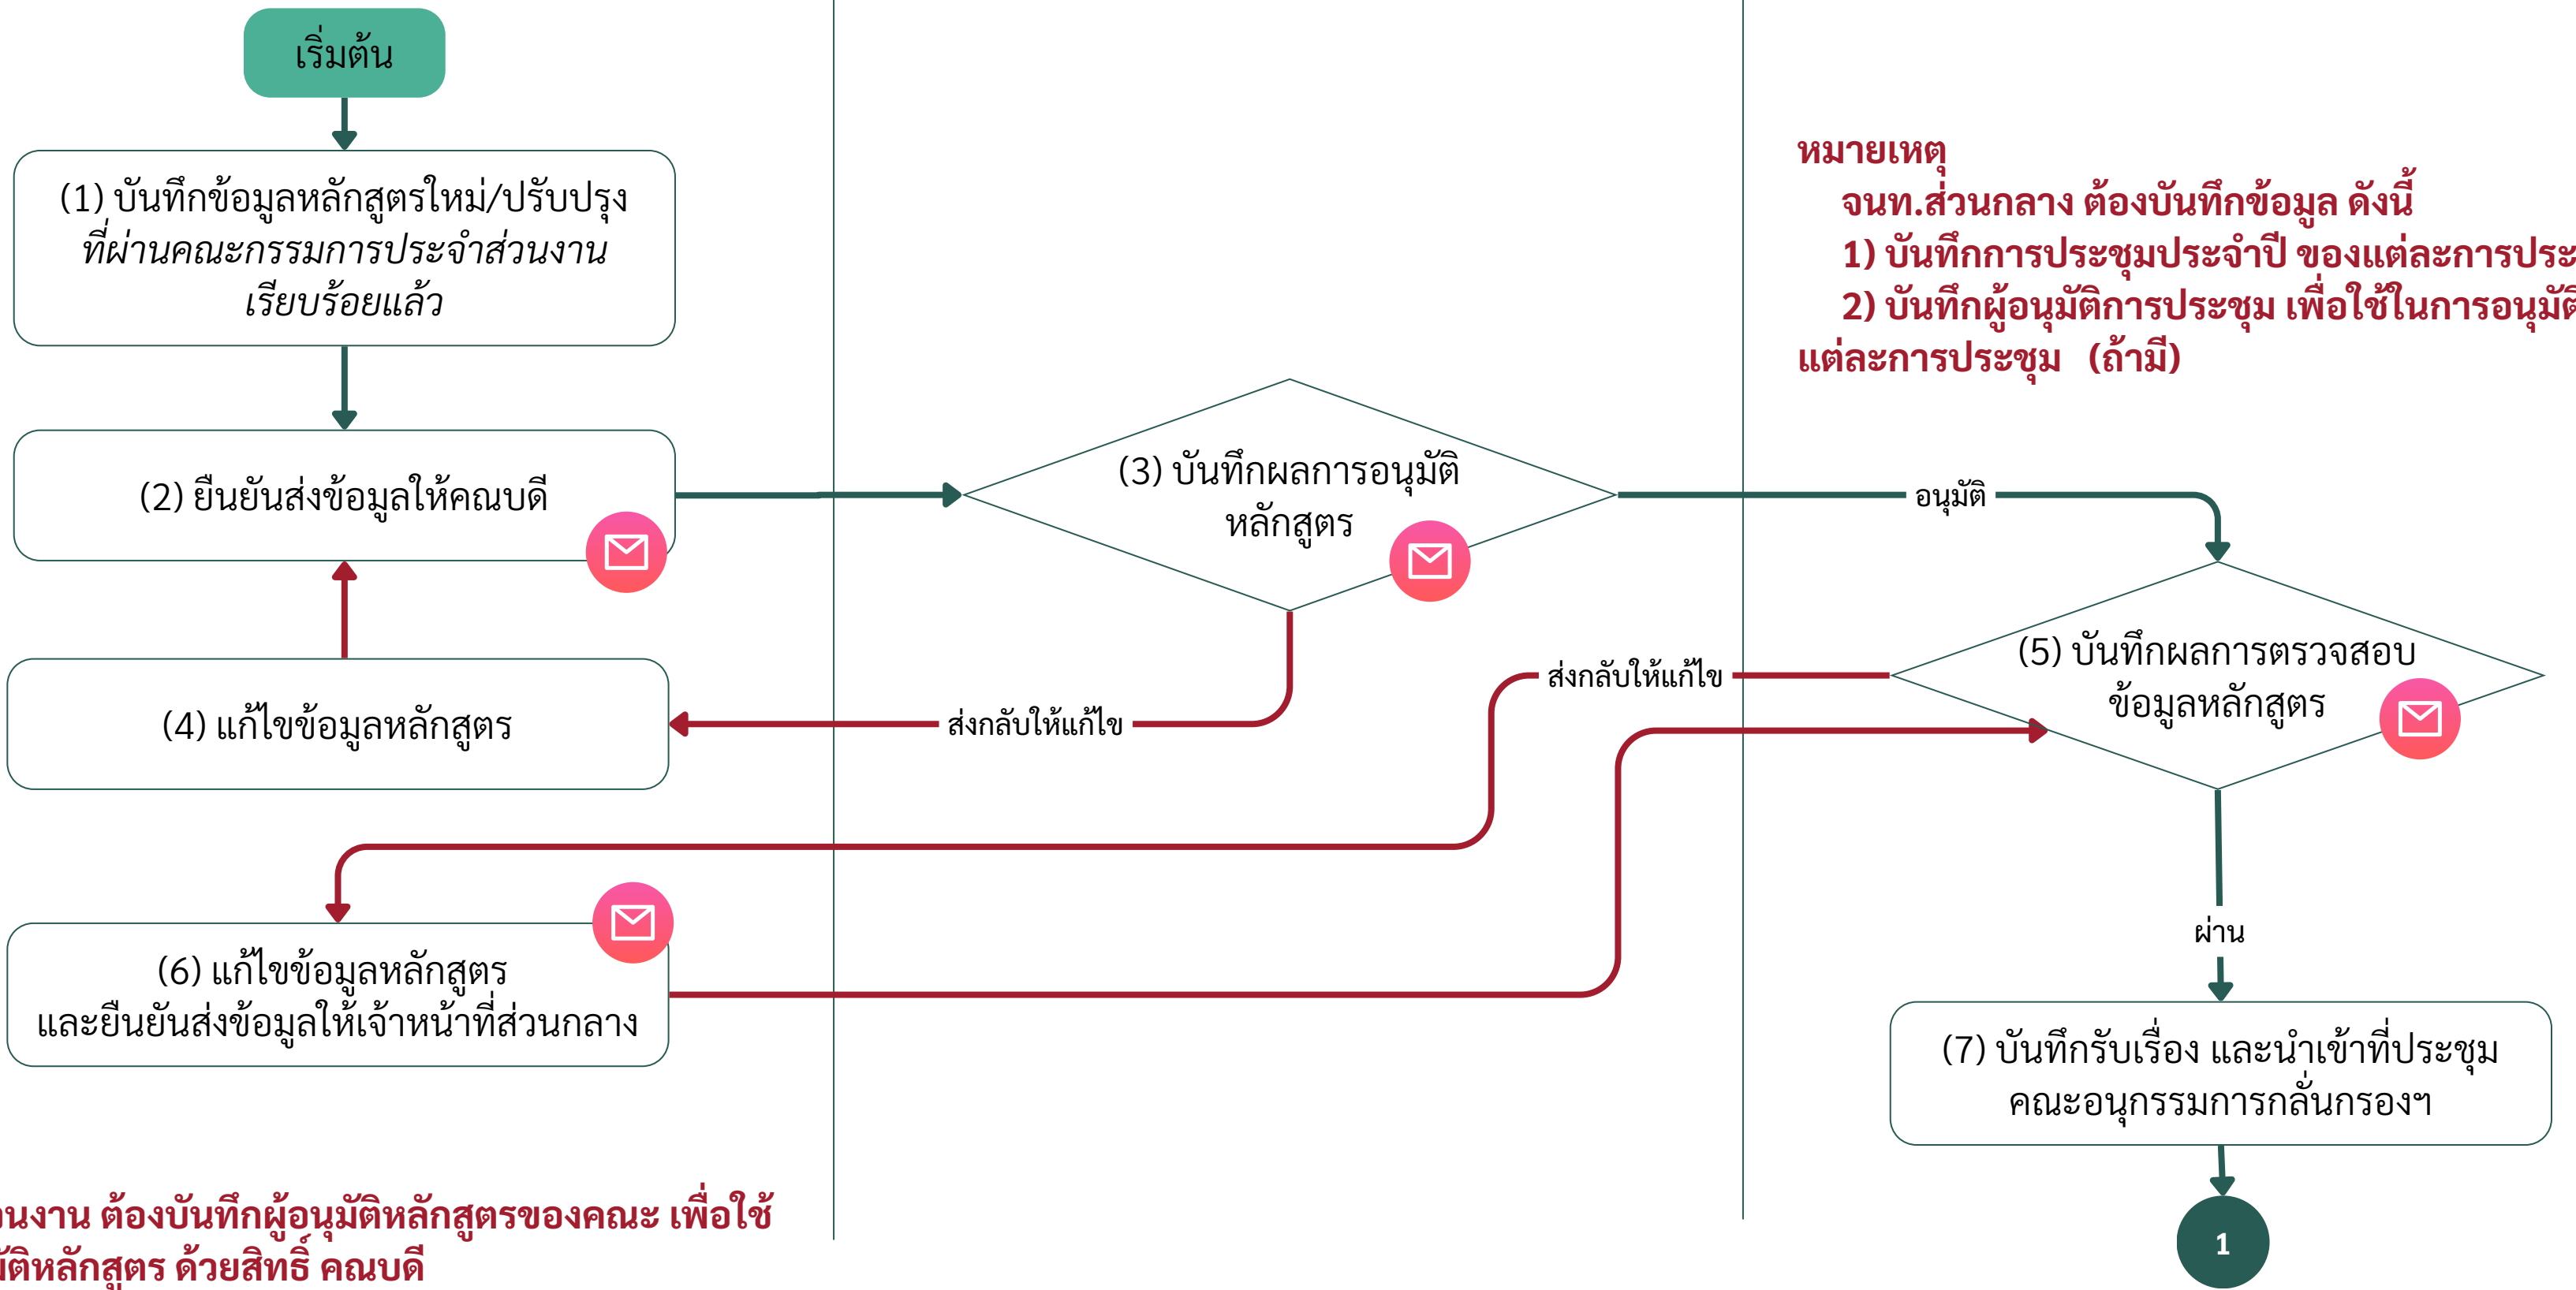 เริ่มต้น
(1) บันทึกข้อมูลหลักสูตรใหม่/ปรับปรุง
ที่ผ่านคณะกรรมการประจำส่วนงาน
เรียบร้อยแล้ว
(2) ยืนยันส่งข้อมูลให้คณบดี
(3) บันทึกผลการอนุมัติ
หลักสูตร
หมายเหตุ
จนท.ส่วนกลาง ต้องบันทึกข้อมูล ดังนี้
1) บันทึกการประชุมประจำปี ของแต่ละการประ
2) บันทึกผู้อนุมัติการประชุม เพื่อใช้ในการอนุมัติ
แต่ละการประชุม (ถ้ามี)
อนุมัติ
(4) แก้ไขข้อมูลหลักสูตร
ส่งกลับให้แก้ไข
ส่งกลับให้แก้ไข
(5) บันทึกผลการตรวจสอบ
ข้อมูลหลักสูตร
ผ่าน
(6) แก้ไขข้อมูลหลักสูตร
และยืนยันส่งข้อมูลให้เจ้าหน้าที่ส่วนกลาง
(7) บันทึกรับเรื่อง และนำเข้าที่ประชุม
คณะอนุกรรมการกลั่นกรองฯ
นงาน ต้องบันทึกผู้อนุมัติหลักสูตรของคณะ เพื่อใช้
ัติหลักสูตร ด้วยสิทธิ์ คณบดี
1